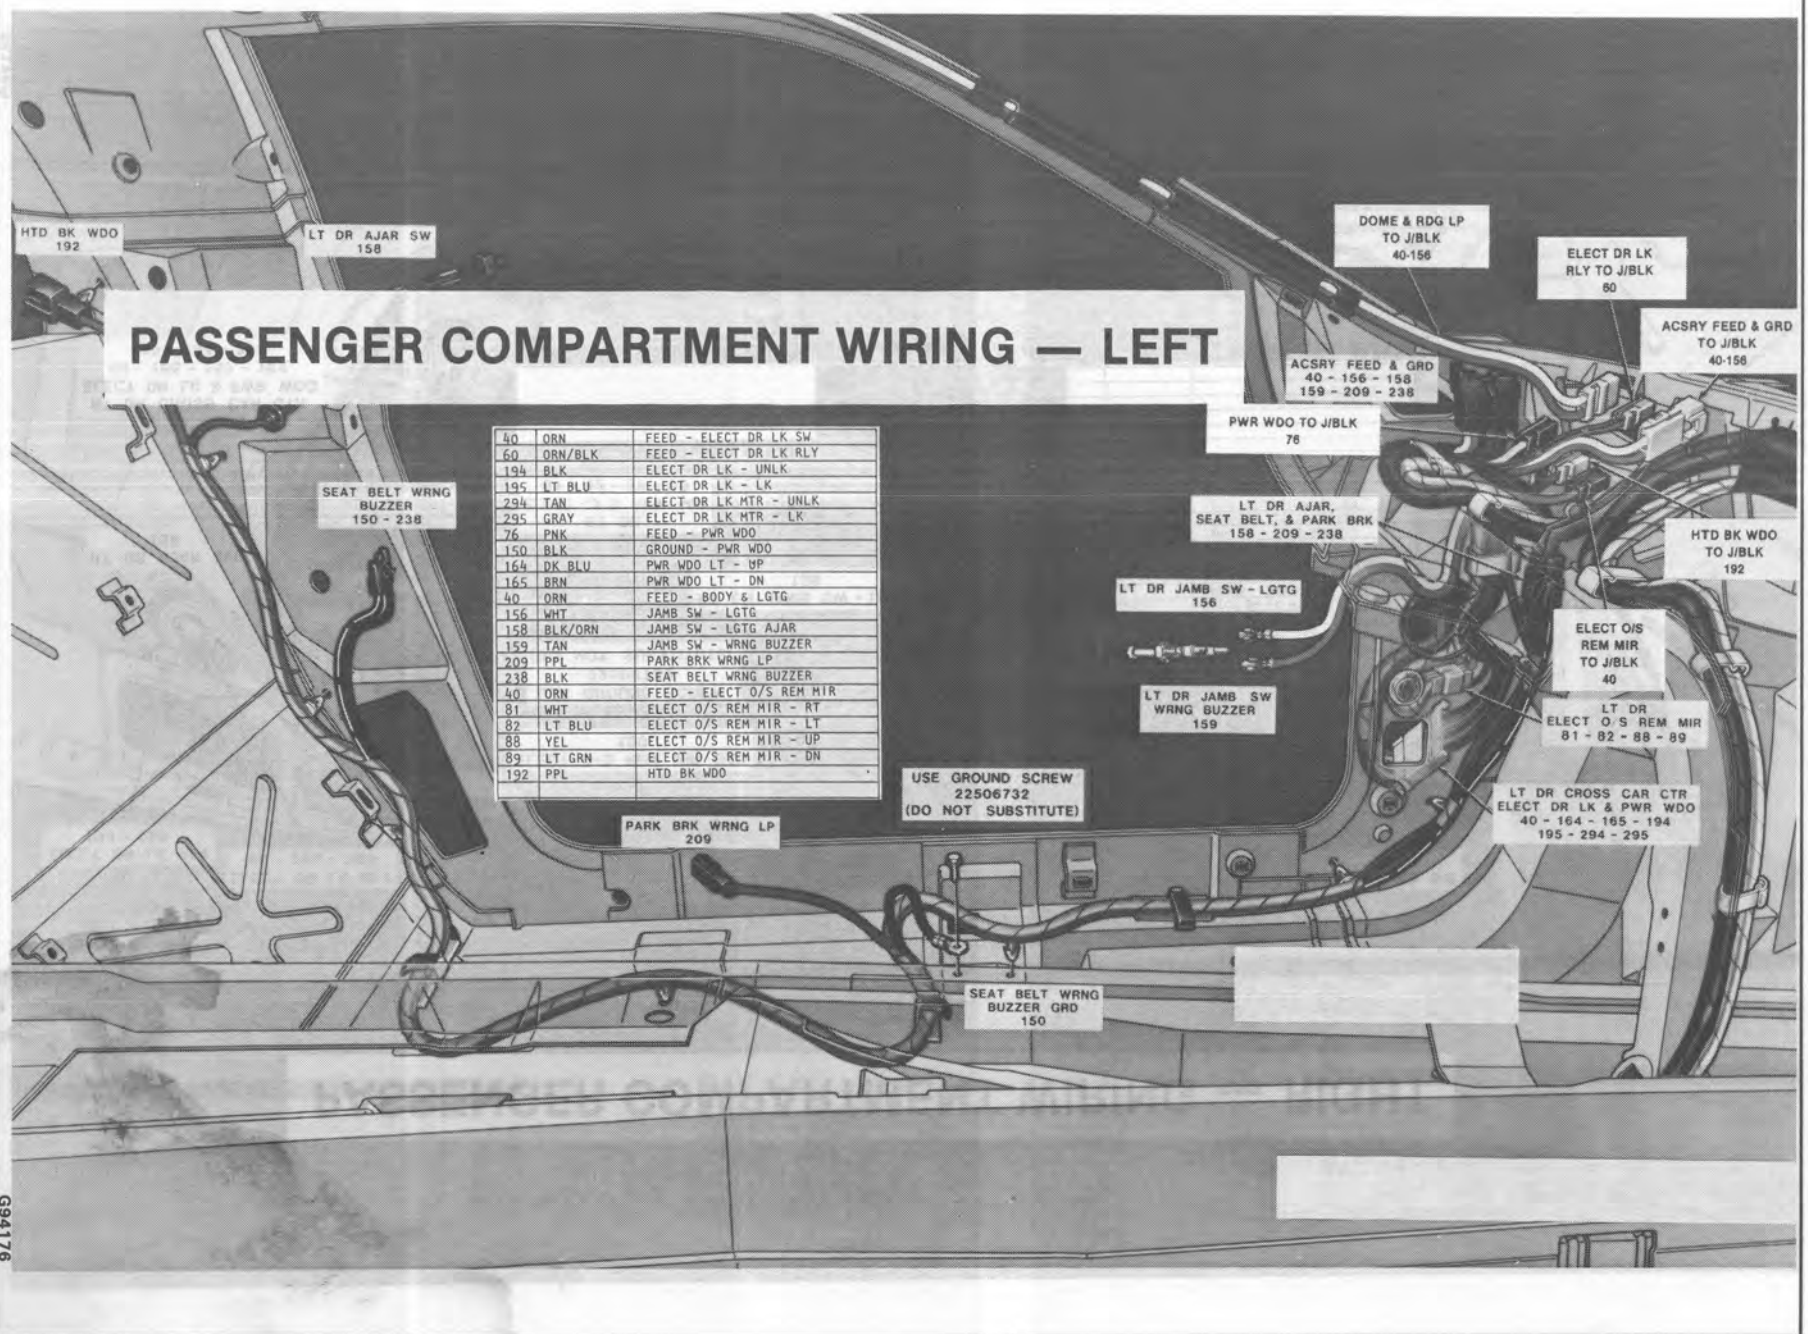 HTD BK WDO
192
LT DR AJAR SW
158
DOME & RDG LP
TO J/BLK
40-156
ELECT DR LK
RLY TO J/BLK
60
ACSRY FEED & GRD
TO J/BLK
40-156
PASSENGER COMPARTMENT WIRING — LEFT
ACSRY FEED & GRD
40 - 156 - 158
159 - 209 - 238
PWR WDO TO J/BLK
76
40 ORN FEED - ELECT DR LK SW
60 ORN/BLK FEED - ELECT DR LK RLY
194 BLK ELECT DR LK - UNLK
195 LT BLU ELECT DR LK - LK
294 TAN ELECT DR LK MTR - UNLK
295 GRAY ELECT DR LK MTR - LK
76 PNK FEED - PWR WDO
150 BLK GROUND - PWR WDO
164 DK BLU PWR WDO LT - UP
165 BRN PWR WDO LT - DN
40 ORN FEED - BODY & LGTG
156 WHT JAMB SW - LGTG
158 BLK/ORN JAMB SW - LGTG AJAR
159 TAN JAMB SW - WRNG BUZZER
209 PPL PARK BRK WRNG LP
238 BLK SEAT BELT WRNG BUZZER
40 ORN FEED - ELECT O/S REM MIR
81 WHT ELECT O/S REM MIR - RT
82 LT BLU ELECT O/S REM MIR - LT
88 YEL ELECT O/S REM MIR - UP
89 LT GRN ELECT O/S REM MIR - DN
192 PPL HTD BK WDO
SEAT BELT WRNG
BUZZER
150 - 238
LT DR AJAR,
SEAT BELT, & PARK BRK
158 - 209 - 238
HTD BK WDO
TO J/BLK
192
LT DR JAMB SW - LGTG
156
ELECT O/S
REM MIR
TO J/BLK
40
LT DR JAMB SW
WRNG BUZZER
159
LT DR
ELECT O/S REM MIR
81 - 82 - 88 - 89
USE GROUND SCREW
22506732
(DO NOT SUBSTITUTE)
LT DR CROSS CAR CTR
ELECT DR LK & PWR WDO
40 - 164 - 165 - 194
195 - 294 - 295
PARK BRK WRNG LP
209
SEAT BELT WRNG
BUZZER GRD
150
G94176